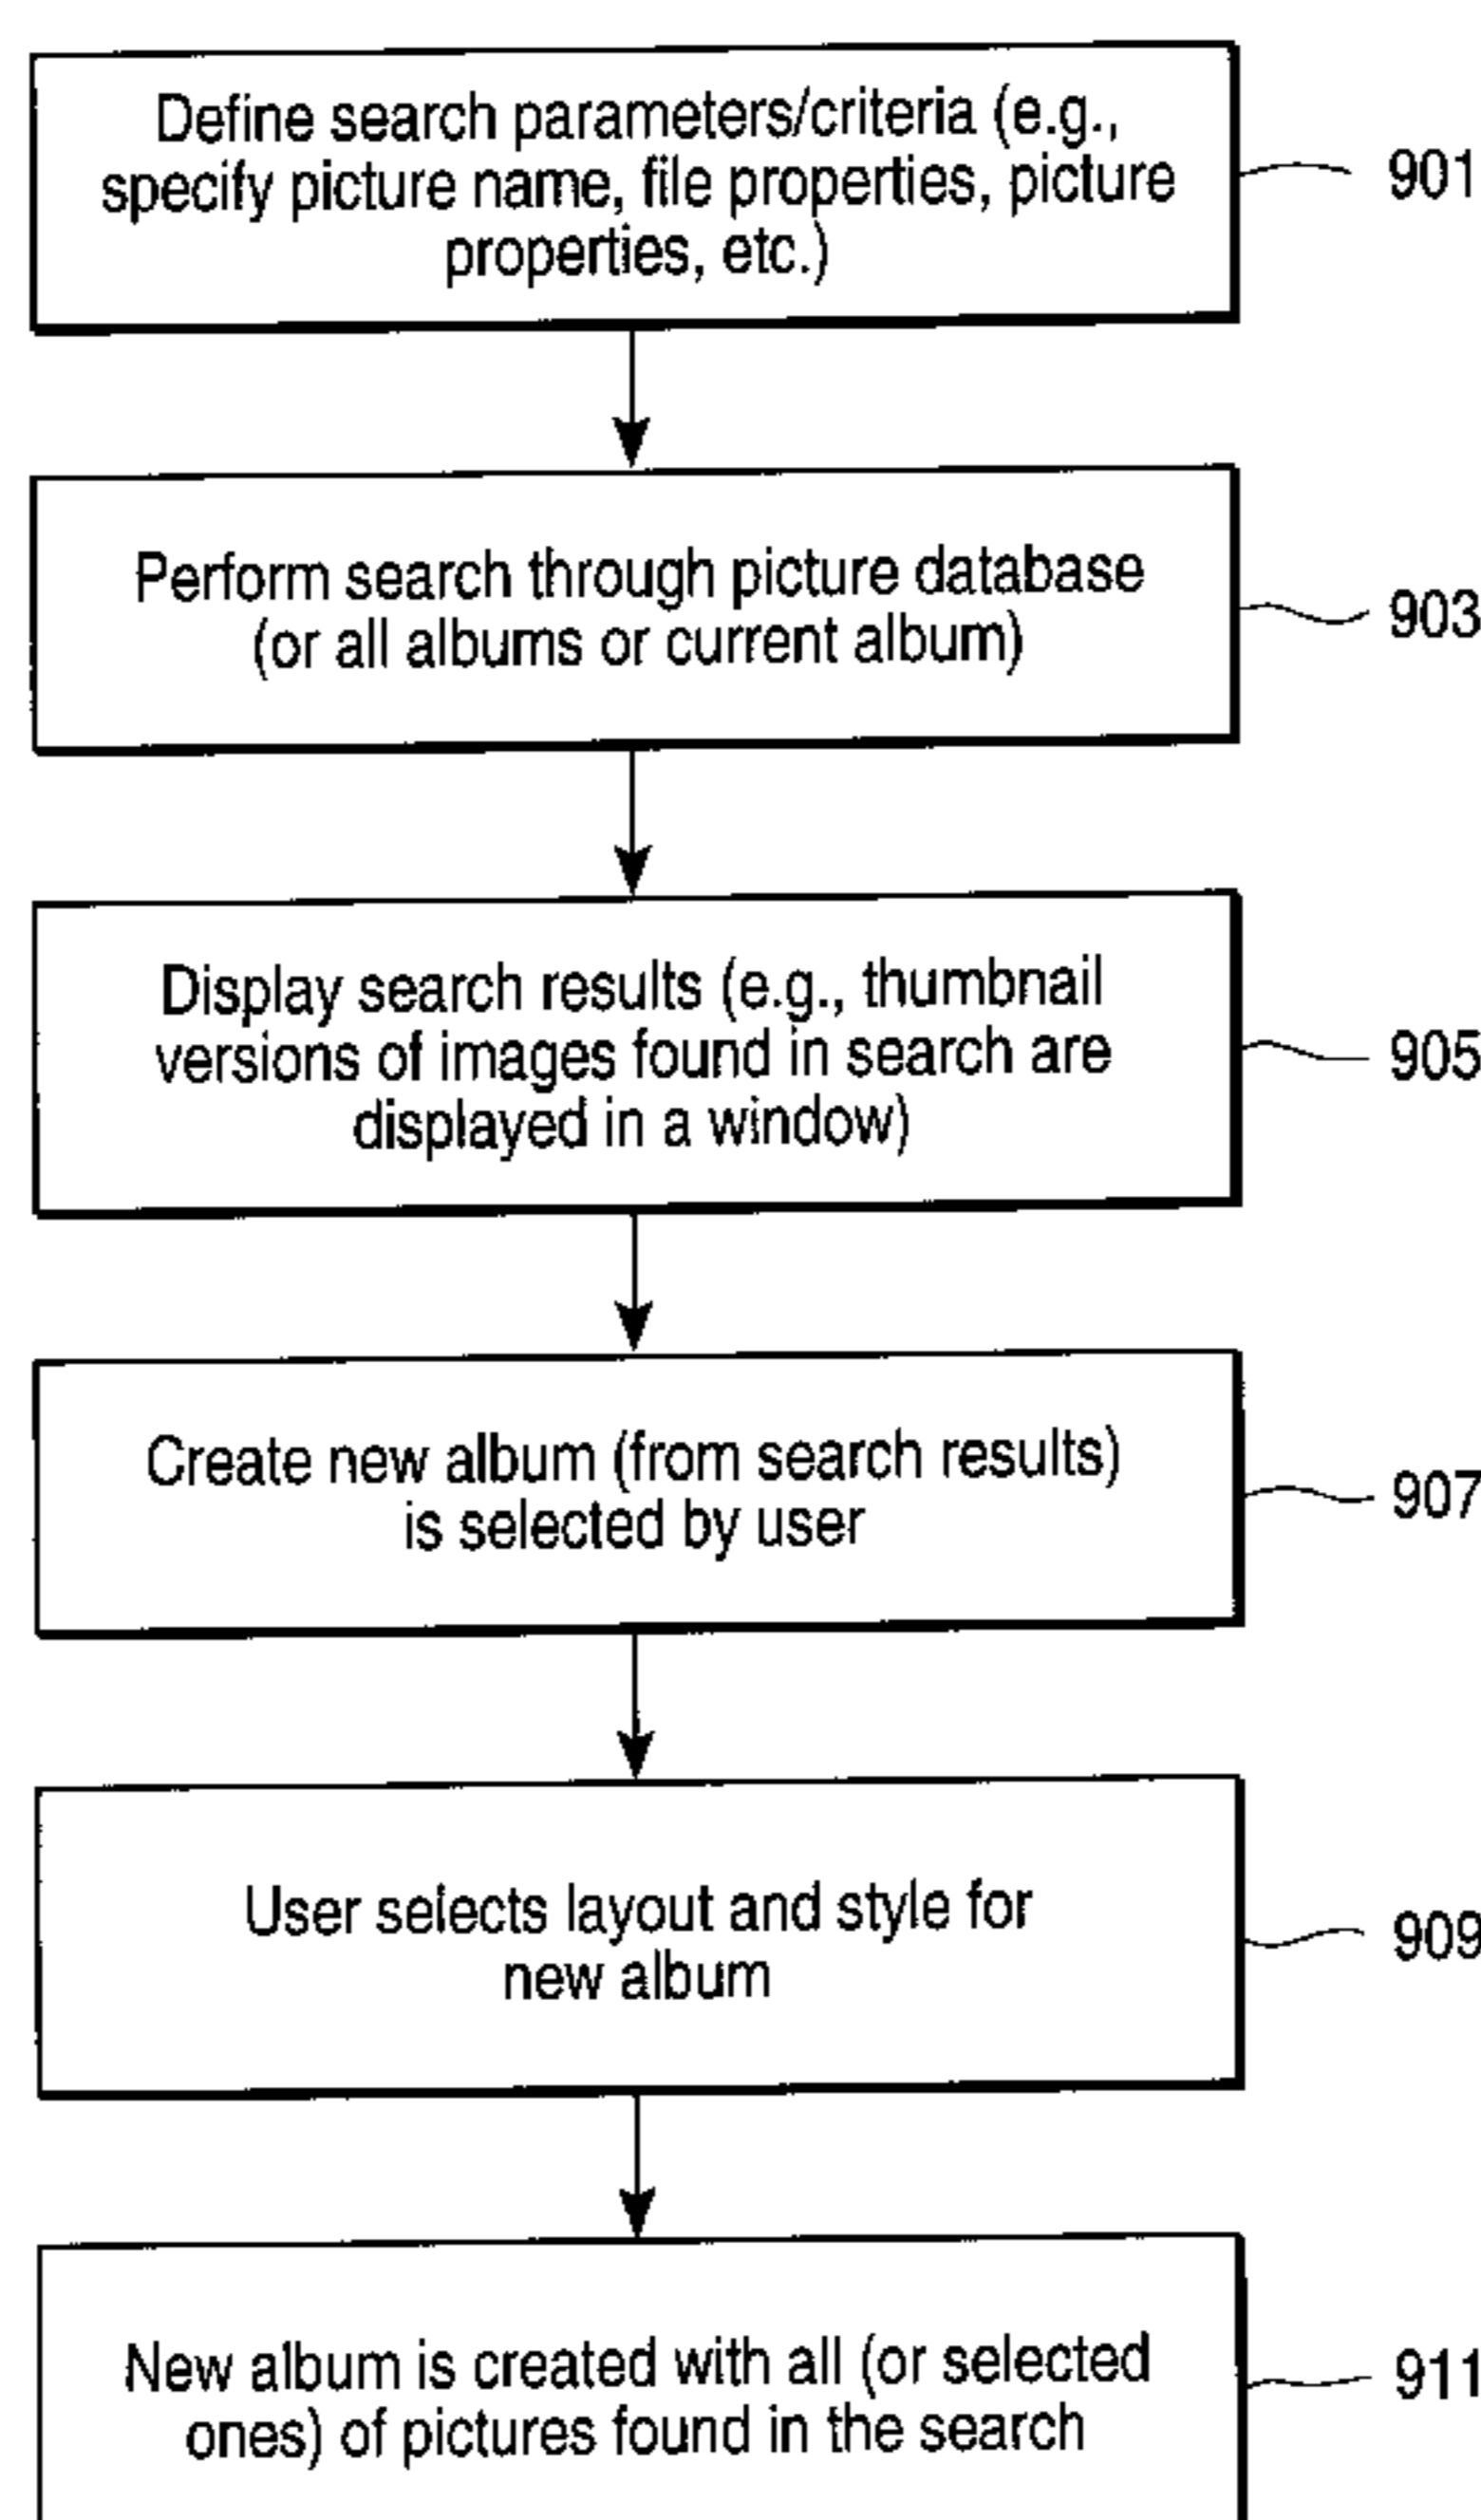 Define search parameters/criteria (e.g.,
specify picture name, file properties, picture
properties, etc.)
901
Perform search through picture database
(or all albums or current album)
903
Display search results (e.g., thumbnail
versions of images found in search are
displayed in a window)
905
Create new album (from search results)
is selected by user
907
User selects layout and style for
new album
909
New album is created with all (or selected
ones) of pictures found in the search
911